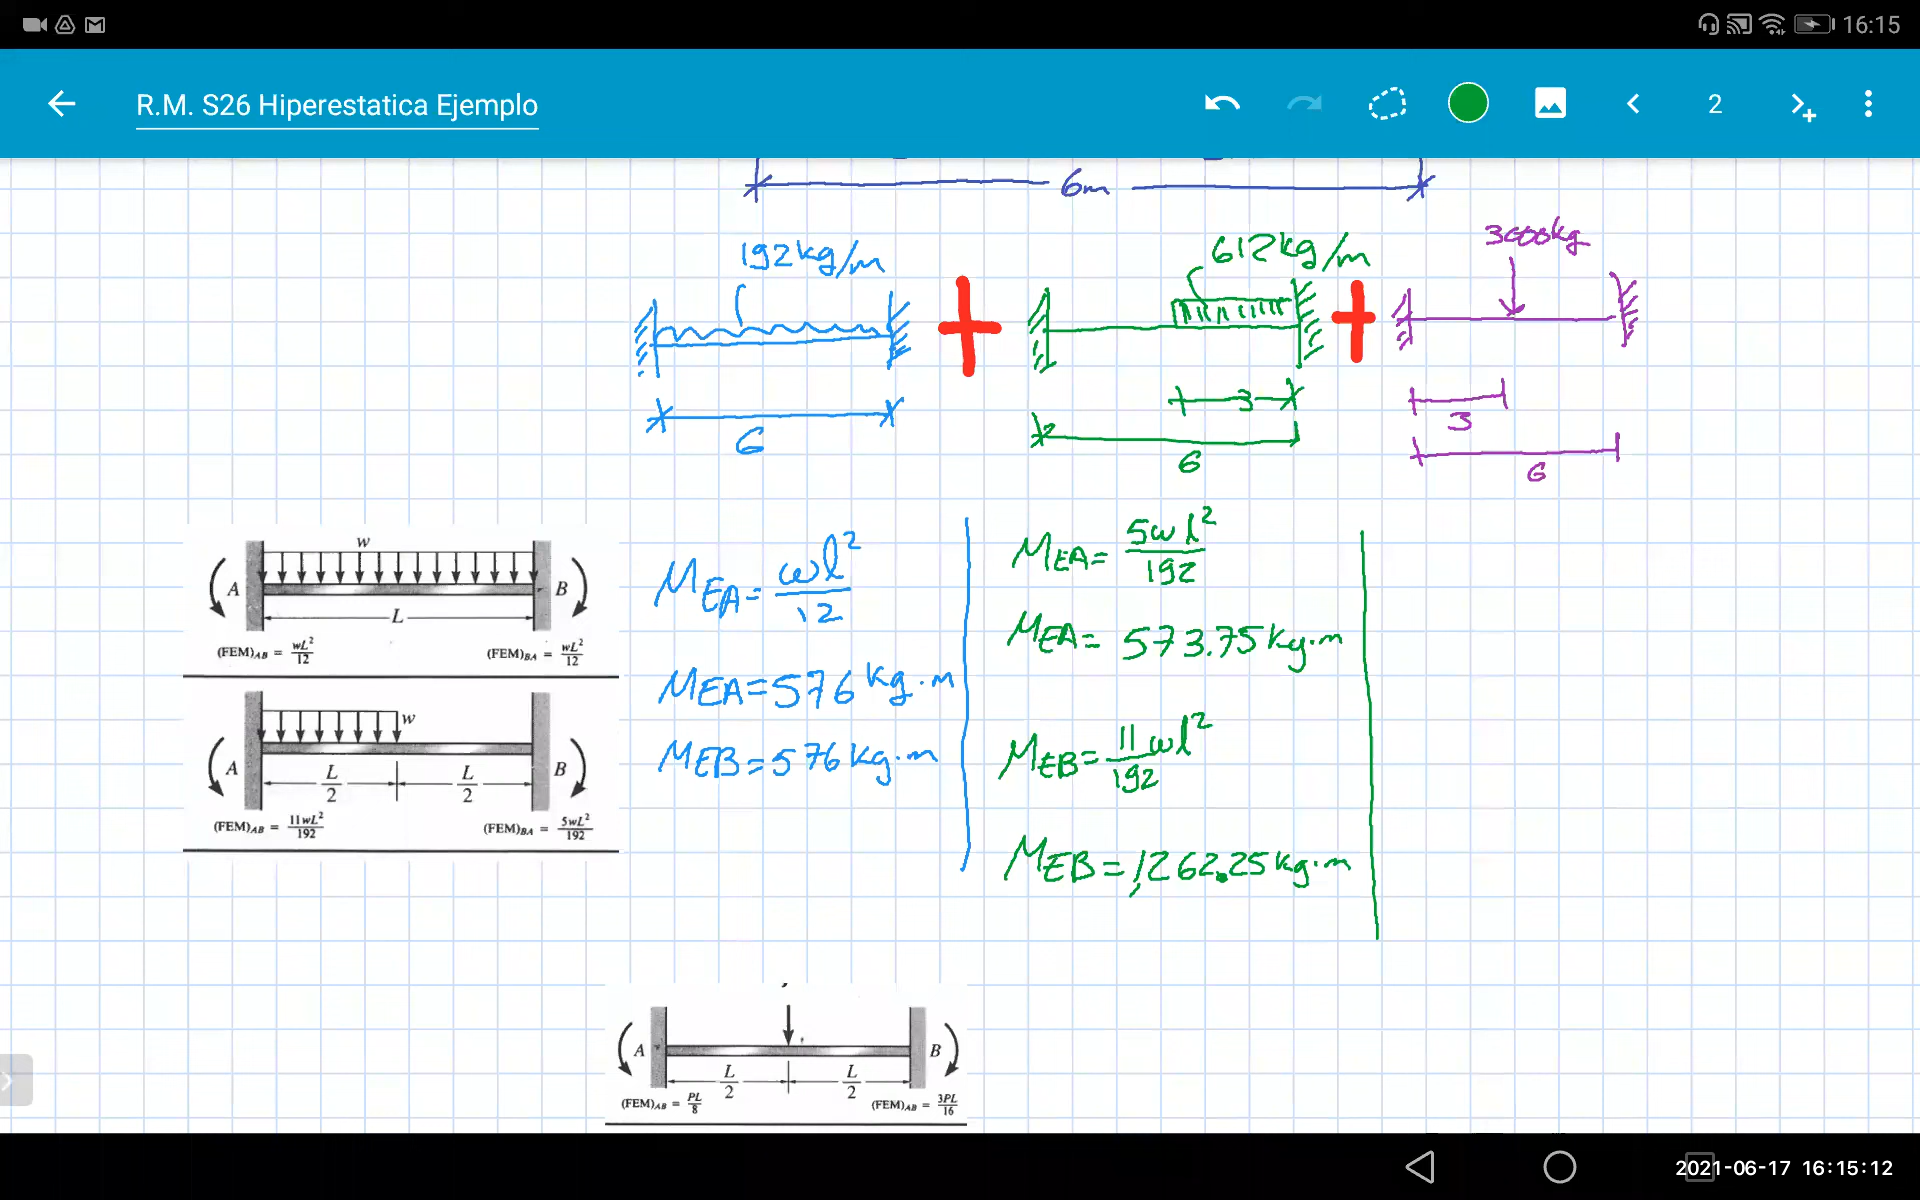 16:15
R.M. S26 Hiperestatica Ejemplo
2
6m
192kg/m
612kg/m
3000kg
6
3
6
3
6
w
A
B
L
(FEM)AB = wL²/12
(FEM)BA = wL²/12
w
A
L/2
L/2
B
(FEM)AB = 11wL²/192
(FEM)BA = 5wL²/192
MEA = wl²/12
MEA = 576 kg·m
MEB = 576 kg·m
MEA = 5wl²/192
MEA = 573.75 kg·m
MEB = 11wl²/192
MEB = 1,262.25 kg·m
A
B
L/2
L/2
(FEM)AB = PL/8
(FEM)AB = 3PL/16
2021-06-17 16:15:12